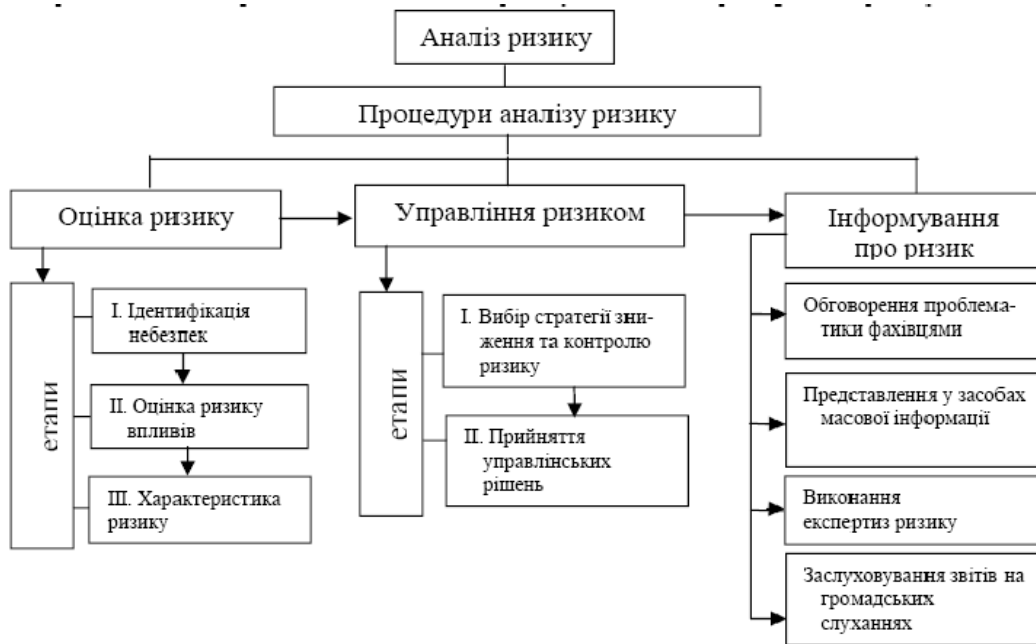 Аналіз ризику
Процедури аналізу ризику
Оцінка ризику
Управління ризиком
Інформування
про ризик
етапи
І. Ідентифікація
небезпек
ІІ. Оцінка ризику
впливів
ІІІ. Характеристика
ризику
етапи
І. Вибір стратегії зни-
ження та контролю
ризику
ІІ. Прийняття
управлінських
рішень
Обговорення проблема-
тики фахівцями
Представлення у засобах
масової інформації
Виконання
експертиз ризику
Заслуховування звітів на
громадських
слуханнях